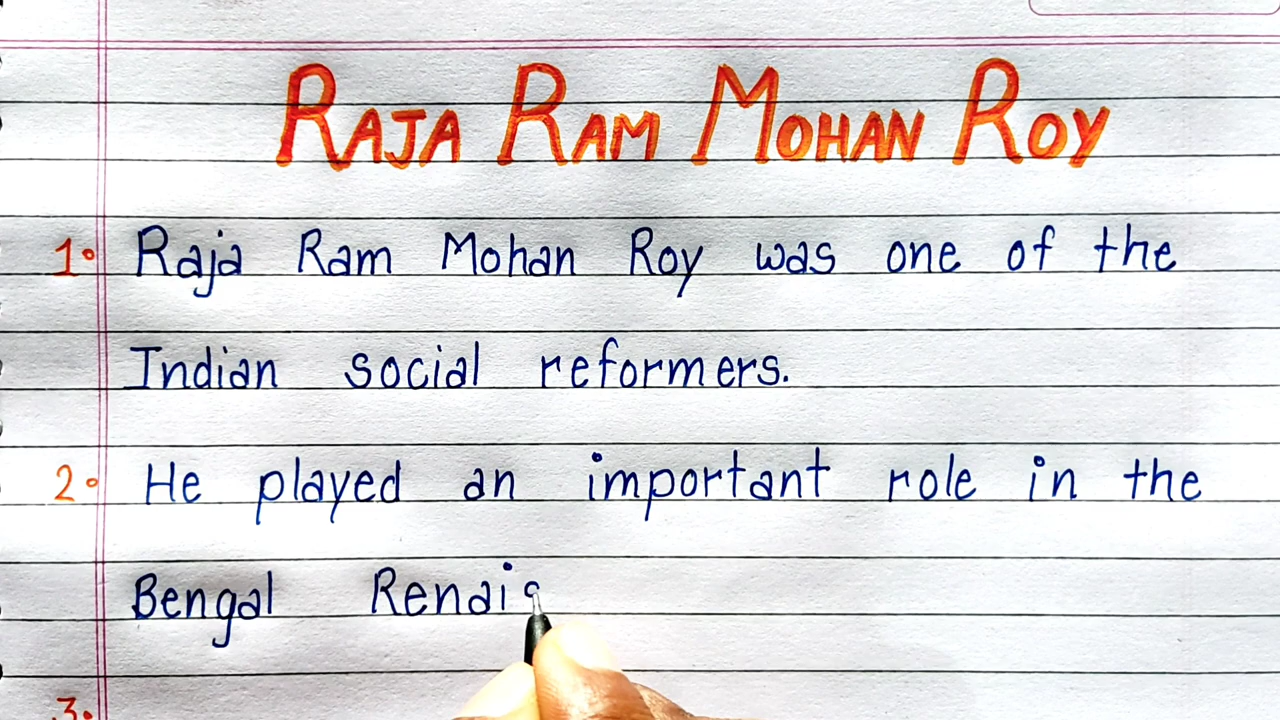 RAJA RAM MOHAN ROY
1. Raja Ram Mohan Roy was one of the
Indian social reformers.
2. He played an important role in the
Bengal Renais
3.